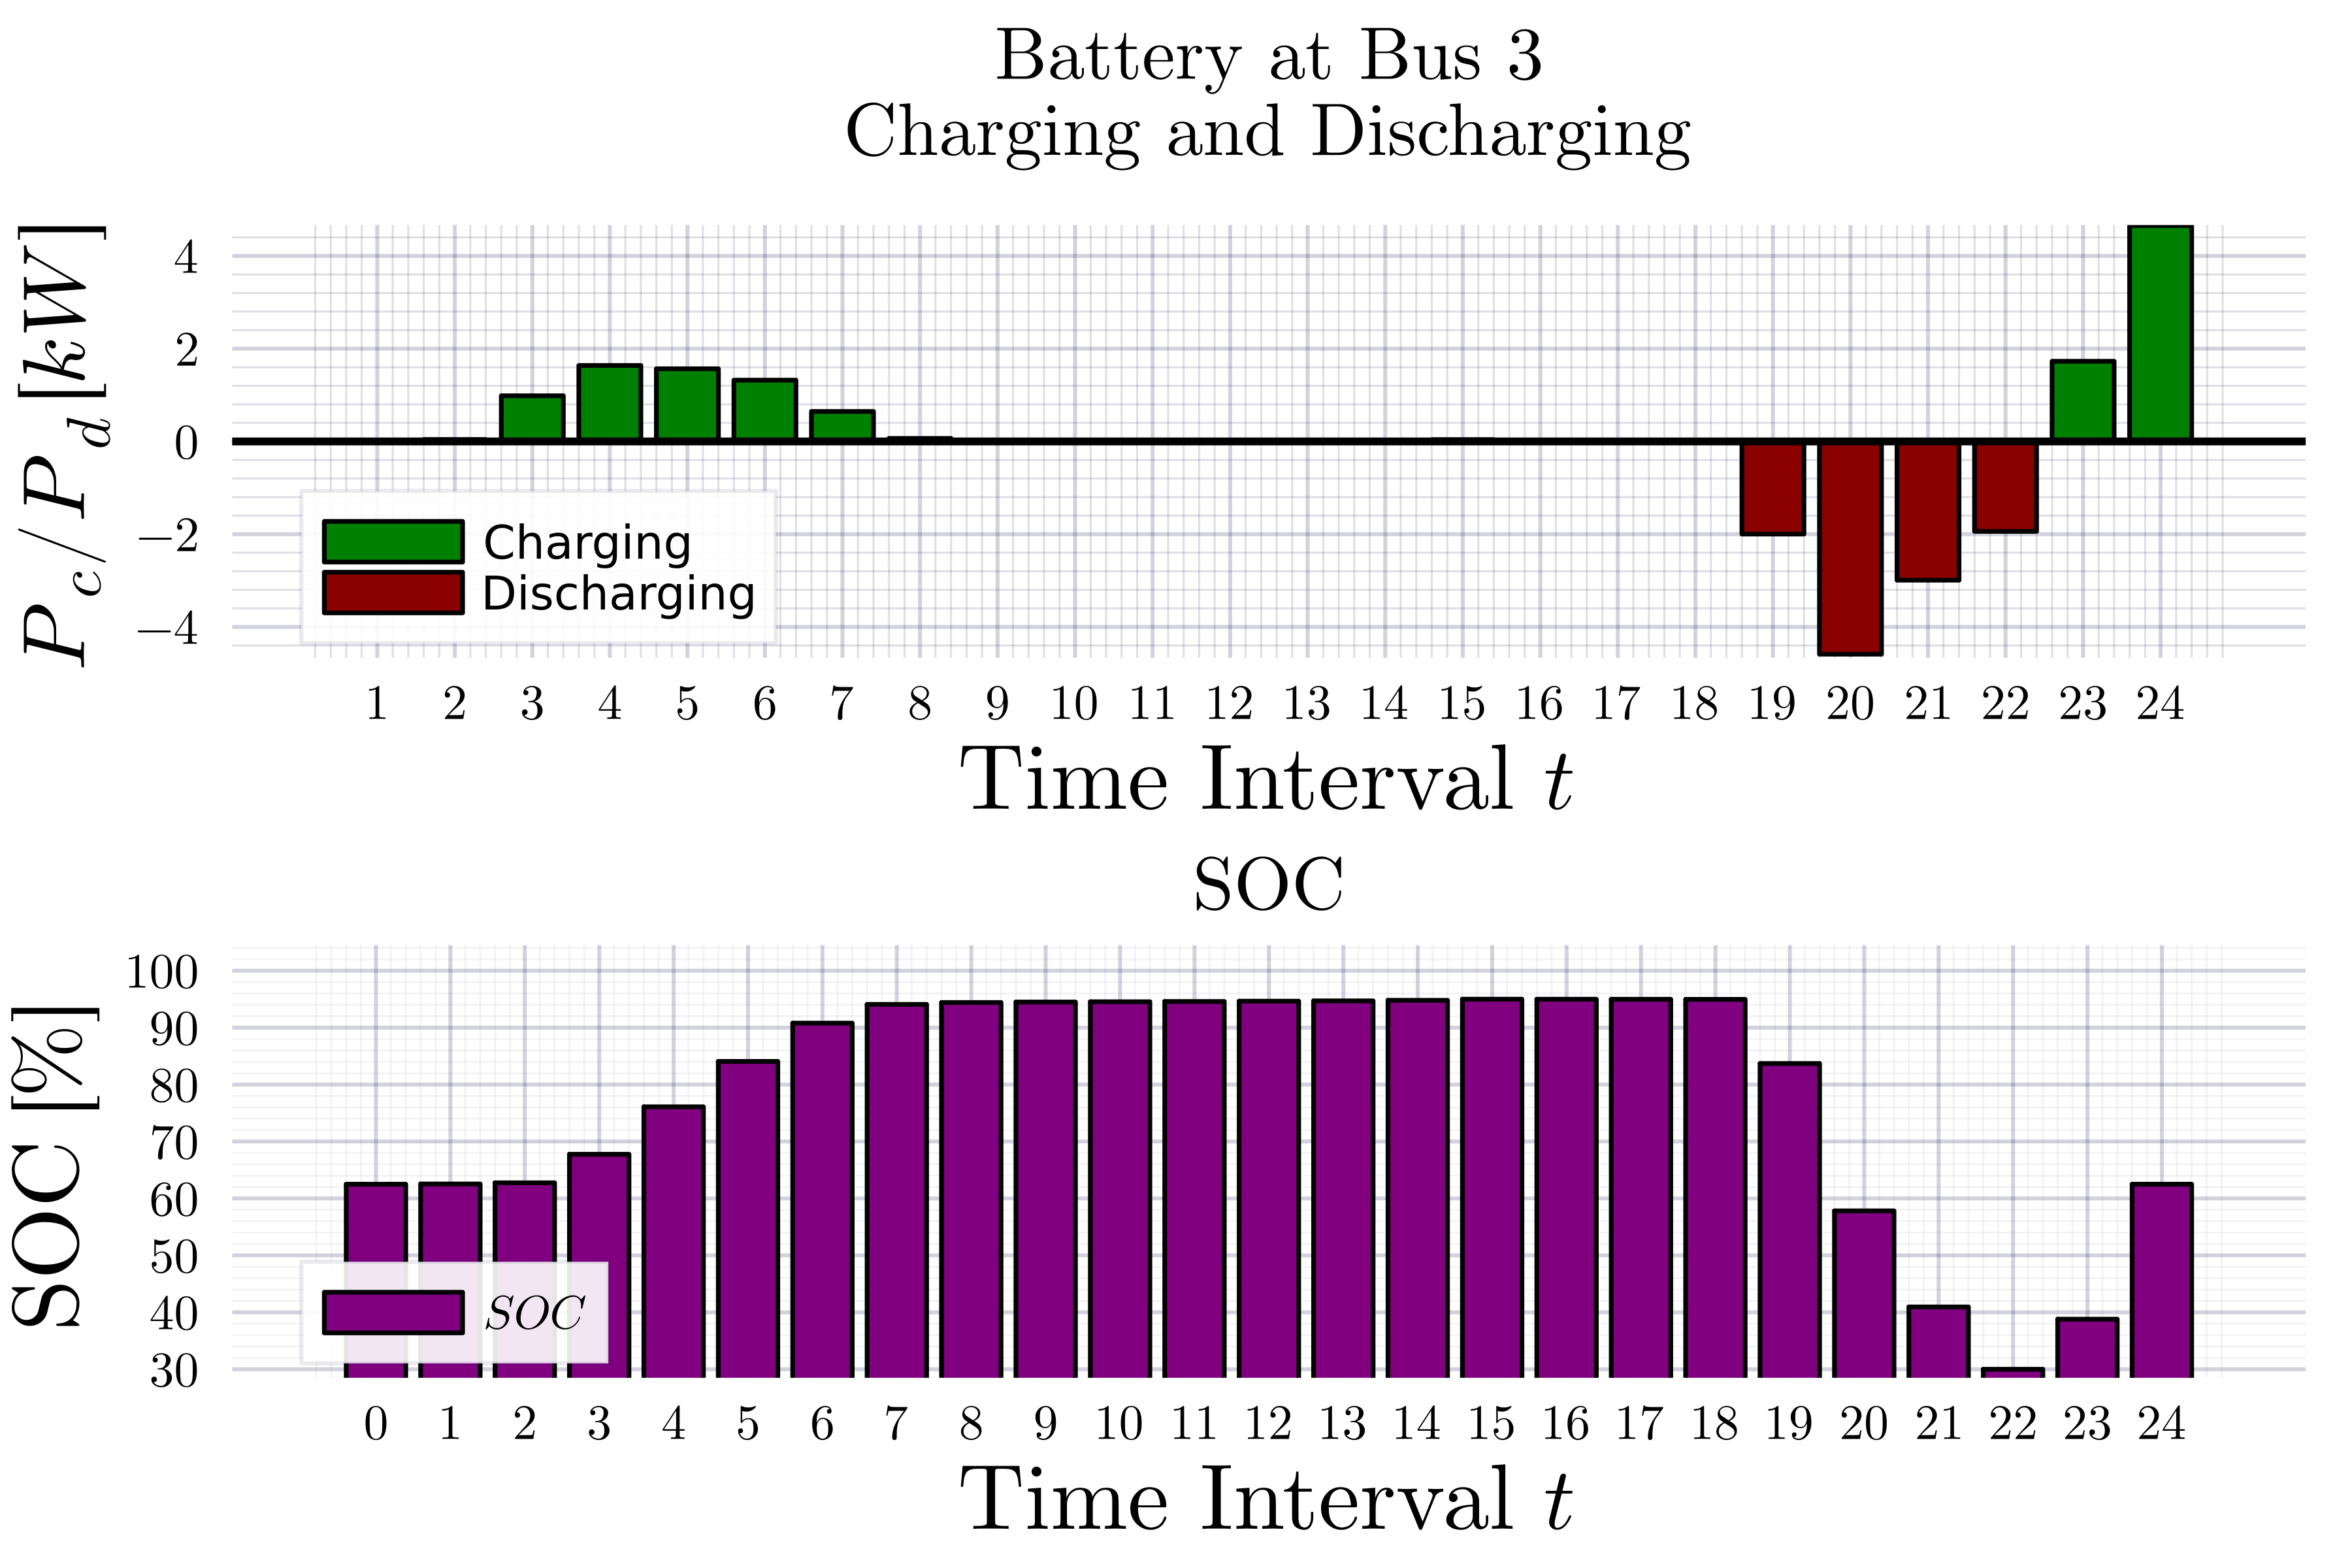 Battery at Bus 3
Charging and Discharging
P_c/P_d [kW]
4
2
0
−2
−4
Charging
Discharging
1 2 3 4 5 6 7 8 9 10 11 12 13 14 15 16 17 18 19 20 21 22 23 24
Time Interval t
SOC
SOC [%]
100
90
80
70
60
50
40
30
SOC
0 1 2 3 4 5 6 7 8 9 10 11 12 13 14 15 16 17 18 19 20 21 22 23 24
Time Interval t